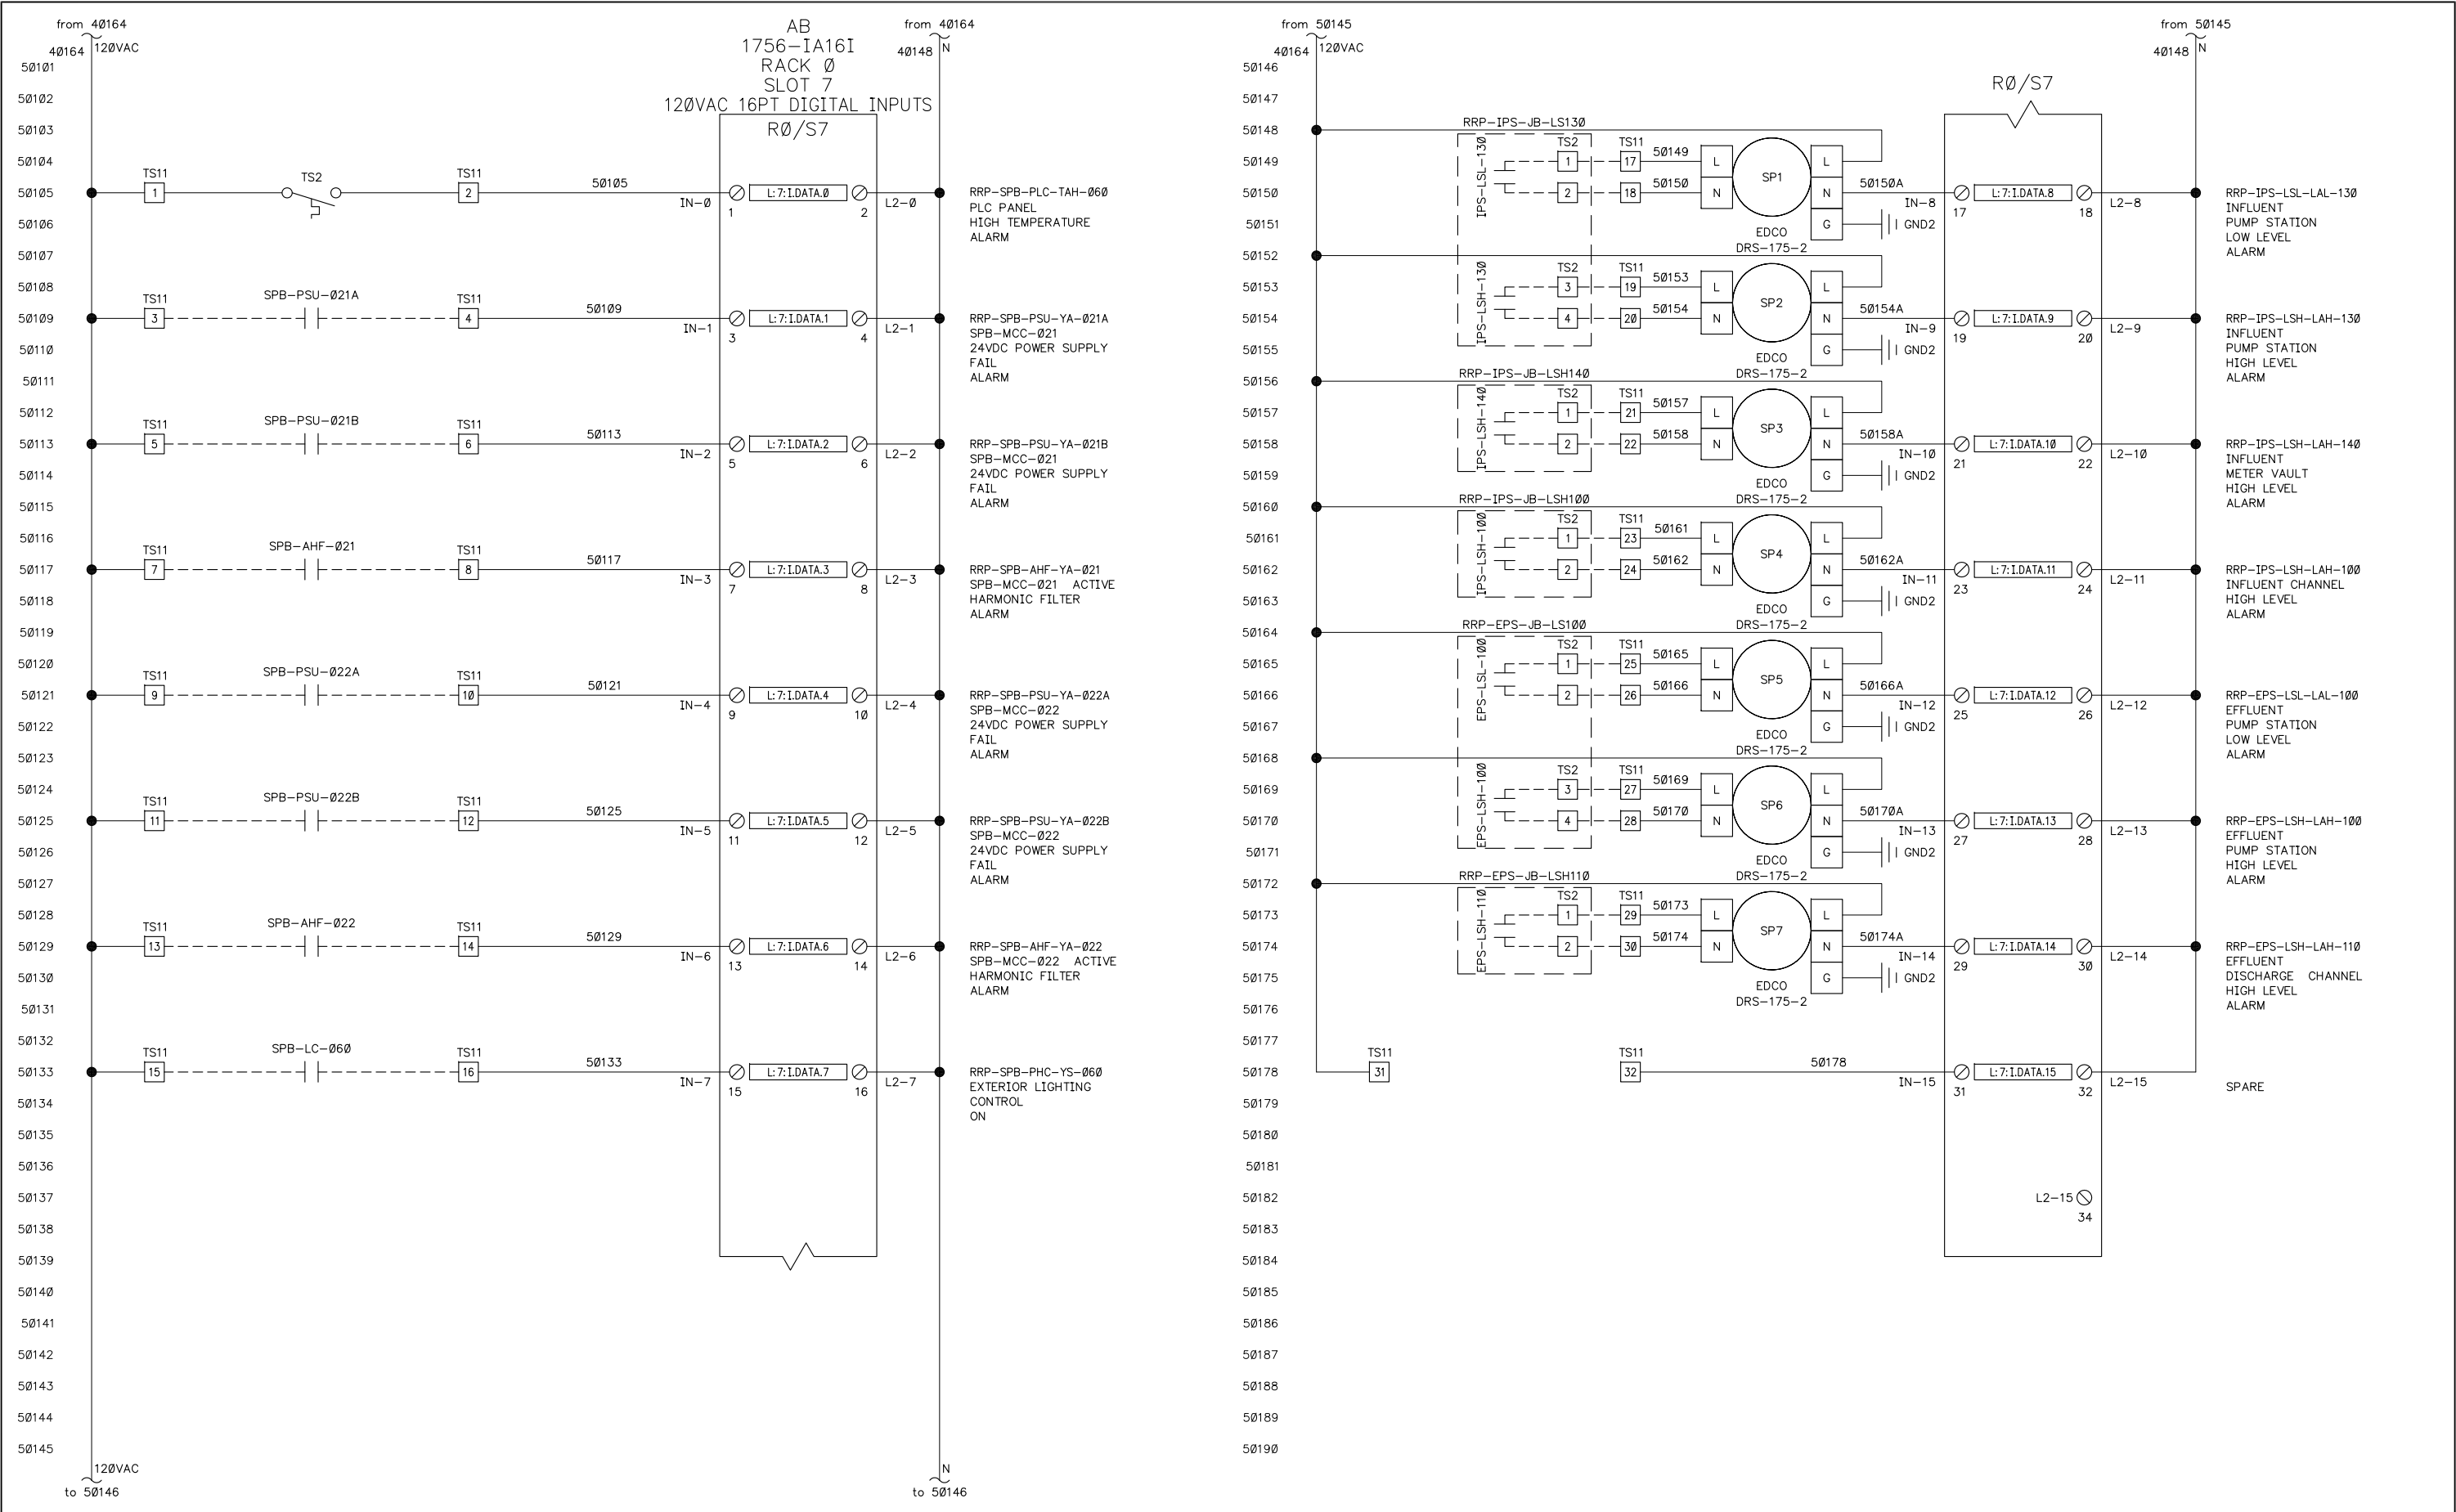 from 40164
40164 120VAC
AB
1756-IA16I
RACK 0
SLOT 7
120VAC 16PT DIGITAL INPUTS
R0/S7
from 40164
40148 N
50101
50102
50103
50104
TS11 TS2 TS11
50105 1 2 50105 IN-0 1 L:7:I.DATA.0 2 L2-0
RRP-SPB-PLC-TAH-060
PLC PANEL
HIGH TEMPERATURE
ALARM
50106
50107
50108
TS11 SPB-PSU-021A TS11
50109 3 4 50109 IN-1 3 L:7:I.DATA.1 4 L2-1
RRP-SPB-PSU-YA-021A
SPB-MCC-021
24VDC POWER SUPPLY
FAIL
ALARM
50110
50111
50112
TS11 SPB-PSU-021B TS11
50113 5 6 50113 IN-2 5 L:7:I.DATA.2 6 L2-2
RRP-SPB-PSU-YA-021B
SPB-MCC-021
24VDC POWER SUPPLY
FAIL
ALARM
50114
50115
50116
TS11 SPB-AHF-021 TS11
50117 7 8 50117 IN-3 7 L:7:I.DATA.3 8 L2-3
RRP-SPB-AHF-YA-021
SPB-MCC-021 ACTIVE
HARMONIC FILTER
ALARM
50118
50119
50120
TS11 SPB-PSU-022A TS11
50121 9 10 50121 IN-4 9 L:7:I.DATA.4 10 L2-4
RRP-SPB-PSU-YA-022A
SPB-MCC-022
24VDC POWER SUPPLY
FAIL
ALARM
50122
50123
50124
TS11 SPB-PSU-022B TS11
50125 11 12 50125 IN-5 11 L:7:I.DATA.5 12 L2-5
RRP-SPB-PSU-YA-022B
SPB-MCC-022
24VDC POWER SUPPLY
FAIL
ALARM
50126
50127
50128
TS11 SPB-AHF-022 TS11
50129 13 14 50129 IN-6 13 L:7:I.DATA.6 14 L2-6
RRP-SPB-AHF-YA-022
SPB-MCC-022 ACTIVE
HARMONIC FILTER
ALARM
50130
50131
50132
TS11 SPB-LC-060 TS11
50133 15 16 50133 IN-7 15 L:7:I.DATA.7 16 L2-7
RRP-SPB-PHC-YS-060
EXTERIOR LIGHTING
CONTROL
ON
50134
50135
50136
50137
50138
50139
50140
50141
50142
50143
50144
50145
120VAC
to 50146
N
to 50146
from 50145
40164 120VAC
from 50145
40148 N
R0/S7
50146
50147
50148 RRP-IPS-JB-LS130
IPS-LSL-130
TS2 TS11
50149 1 17 50149 L SP1 L
50150 2 18 50150 N N 50150A IN-8 17 L:7:I.DATA.8 18 L2-8
50151 G GND2
EDCO
DRS-175-2
RRP-IPS-LSL-LAL-130
INFLUENT
PUMP STATION
LOW LEVEL
ALARM
50152
IPS-LSH-130
TS2 TS11
50153 3 19 50153 L SP2 L
50154 4 20 50154 N N 50154A IN-9 19 L:7:I.DATA.9 20 L2-9
50155 G GND2
EDCO
DRS-175-2
RRP-IPS-LSH-LAH-130
INFLUENT
PUMP STATION
HIGH LEVEL
ALARM
50156 RRP-IPS-JB-LSH140
IPS-LSH-140
TS2 TS11
50157 1 21 50157 L SP3 L
50158 2 22 50158 N N 50158A IN-10 21 L:7:I.DATA.10 22 L2-10
50159 G GND2
EDCO
DRS-175-2
RRP-IPS-LSH-LAH-140
INFLUENT
METER VAULT
HIGH LEVEL
ALARM
50160 RRP-IPS-JB-LSH100
IPS-LSH-100
TS2 TS11
50161 1 23 50161 L SP4 L
50162 2 24 50162 N N 50162A IN-11 23 L:7:I.DATA.11 24 L2-11
50163 G GND2
EDCO
DRS-175-2
RRP-IPS-LSH-LAH-100
INFLUENT CHANNEL
HIGH LEVEL
ALARM
50164 RRP-EPS-JB-LS100
EPS-LSL-100
TS2 TS11
50165 1 25 50165 L SP5 L
50166 2 26 50166 N N 50166A IN-12 25 L:7:I.DATA.12 26 L2-12
50167 G GND2
EDCO
DRS-175-2
RRP-EPS-LSL-LAL-100
EFFLUENT
PUMP STATION
LOW LEVEL
ALARM
50168
EPS-LSH-100
TS2 TS11
50169 3 27 50169 L SP6 L
50170 4 28 50170 N N 50170A IN-13 27 L:7:I.DATA.13 28 L2-13
50171 G GND2
EDCO
DRS-175-2
RRP-EPS-LSH-LAH-100
EFFLUENT
PUMP STATION
HIGH LEVEL
ALARM
50172 RRP-EPS-JB-LSH110
EPS-LSH-110
TS2 TS11
50173 1 29 50173 L SP7 L
50174 2 30 50174 N N 50174A IN-14 29 L:7:I.DATA.14 30 L2-14
50175 G GND2
EDCO
DRS-175-2
RRP-EPS-LSH-LAH-110
EFFLUENT
DISCHARGE CHANNEL
HIGH LEVEL
ALARM
50176
50177
TS11 TS11
50178 31 32 50178 IN-15 31 L:7:I.DATA.15 32 L2-15
SPARE
50179
50180
50181
50182 L2-15
34
50183
50184
50185
50186
50187
50188
50189
50190